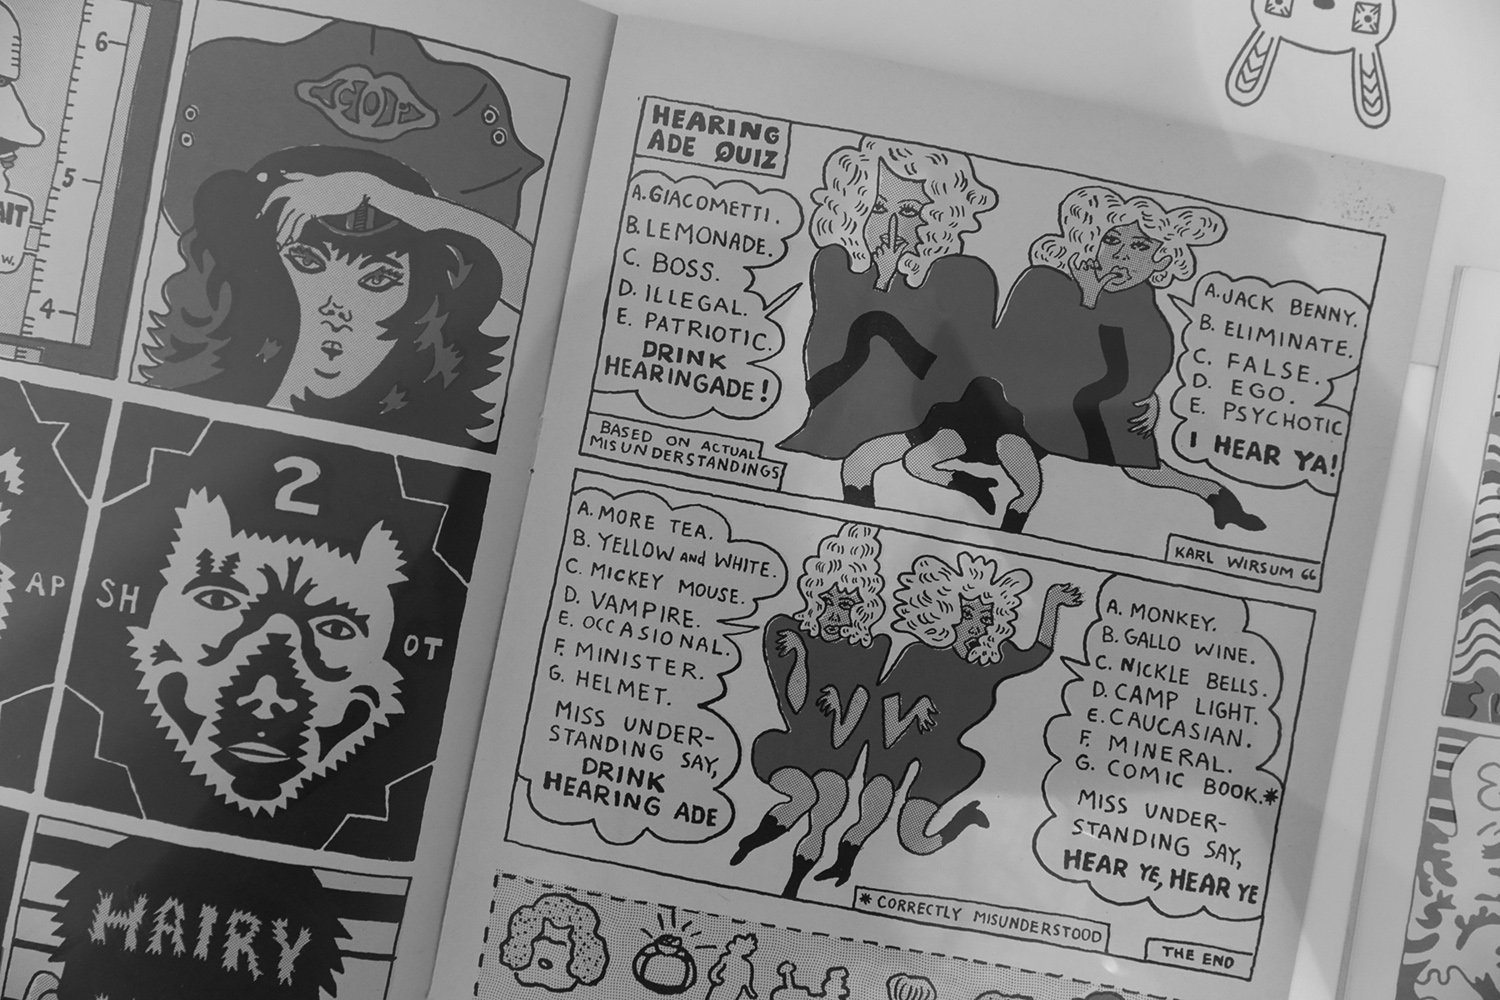 6
5
4
AIT
W.
2
AP
SH
OT
HAIRY
HEARING
ADE QUIZ
A. GIACOMETTI.
B. LEMONADE.
C. BOSS.
D. ILLEGAL.
E. PATRIOTIC.
DRINK
HEARINGADE!
BASED ON ACTUAL
MISUNDERSTANDINGS
A. JACK BENNY.
B. ELIMINATE.
C. FALSE.
D. EGO.
E. PSYCHOTIC
I HEAR YA!
KARL WIRSUM 66
A. MORE TEA.
B. YELLOW and WHITE.
C. MICKEY MOUSE.
D. VAMPIRE.
E. OCCASIONAL.
F. MINISTER.
G. HELMET.
MISS UNDER-
STANDING SAY,
DRINK
HEARING ADE
A. MONKEY.
B. GALLO WINE.
C. NICKLE BELLS.
D. CAMP LIGHT.
E. CAUCASIAN.
F. MINERAL.
G. COMIC BOOK.*
MISS UNDER-
STANDING SAY,
HEAR YE, HEAR YE
* CORRECTLY MISUNDERSTOOD
THE END